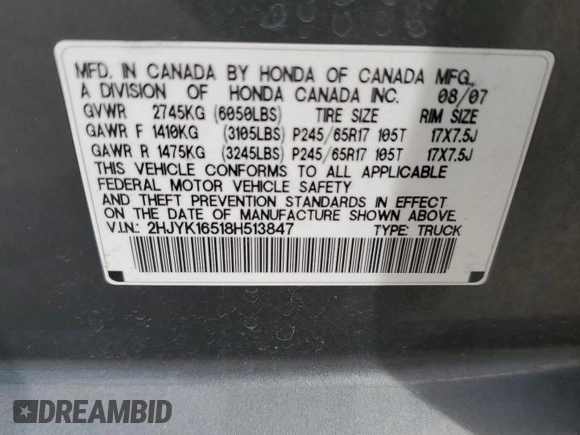 MFD. IN CANADA BY HONDA OF CANADA MFG.,
A DIVISION OF HONDA CANADA INC. 08/07
GVWR 2745KG (6050LBS) TIRE SIZE RIM SIZE
GAWR F 1410KG (3105LBS) P245/65R17 105T 17X7.5J
GAWR R 1475KG (3245LBS) P245/65R17 105T 17X7.5J
THIS VEHICLE CONFORMS TO ALL APPLICABLE
FEDERAL MOTOR VEHICLE SAFETY
AND THEFT PREVENTION STANDARDS IN EFFECT
ON THE DATE OF MANUFACTURE SHOWN ABOVE.
V.I.N.: 2HJYK16518H513847 TYPE: TRUCK
DREAMBID